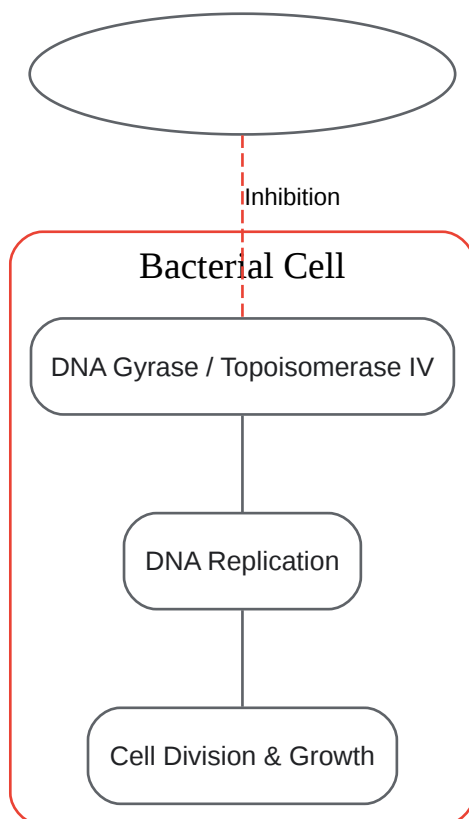 Inhibition
Bacterial Cell
DNA Gyrase / Topoisomerase IV
DNA Replication
Cell Division & Growth